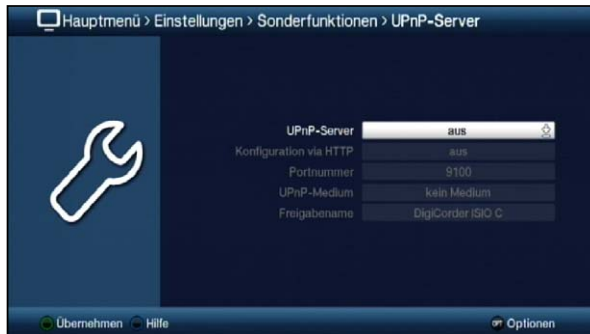 Hauptmenü > Einstellungen > Sonderfunktionen > UPnP-Server
UPnP-Server aus
Konfiguration via HTTP aus
Portnummer 9100
UPnP-Medium kein Medium
Freigabename DigiCorder ISIO C
Übernehmen Hilfe OPT Optionen